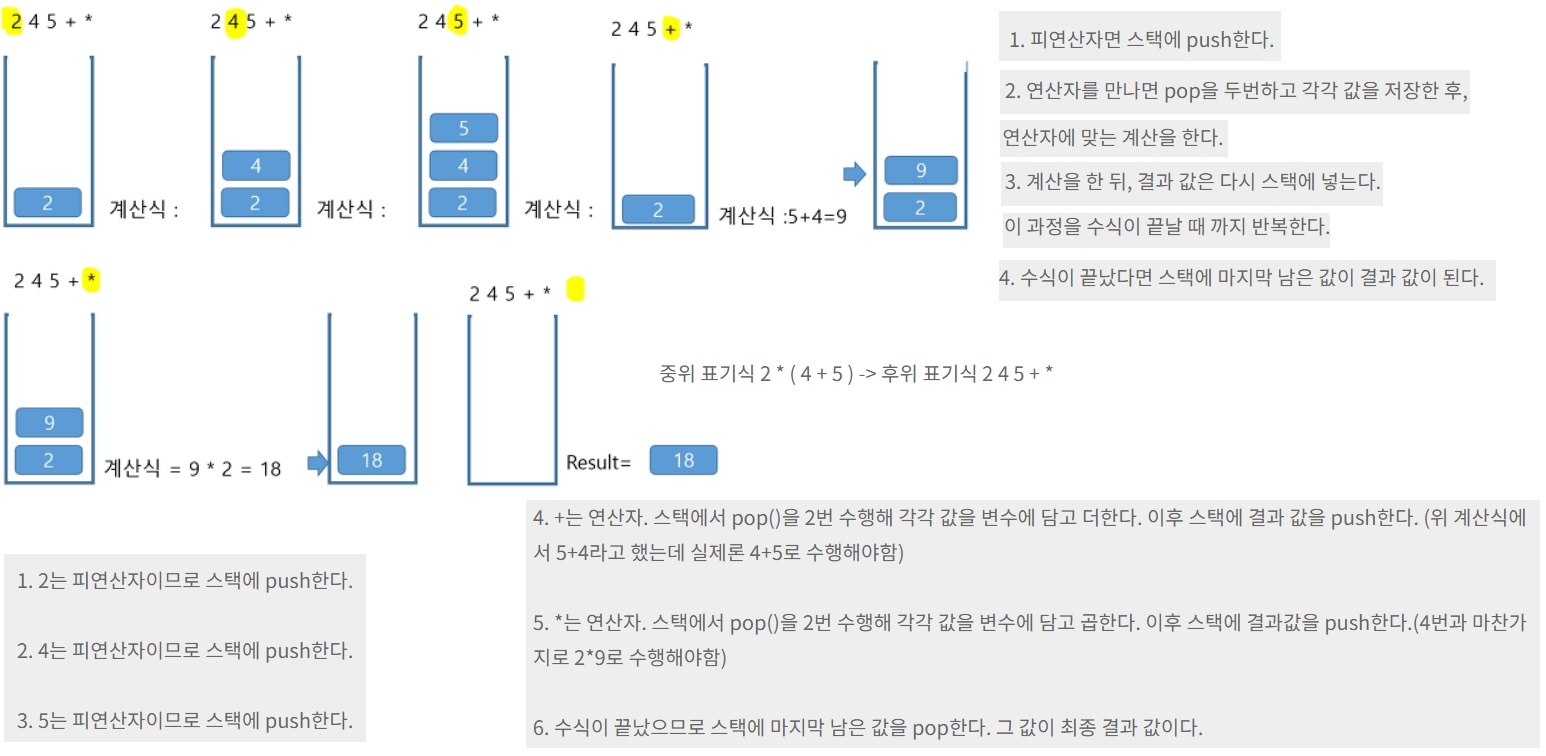 2 4 5 + *
2 4 5 + *
2 4 5 + *
2 4 5 + *
2
계산식 :
4
2
계산식 :
5
4
2
계산식 :
2
계산식 :5+4=9
9
2
1. 피연산자면 스택에 push한다.
2. 연산자를 만나면 pop을 두번하고 각각 값을 저장한 후,
연산자에 맞는 계산을 한다.
3. 계산을 한 뒤, 결과 값은 다시 스택에 넣는다.
이 과정을 수식이 끝날 때 까지 반복한다.
4. 수식이 끝났다면 스택에 마지막 남은 값이 결과 값이 된다.
2 4 5 + *
9
2
계산식 = 9 * 2 = 18
18
2 4 5 + *
Result=
18
중위 표기식 2 * ( 4 + 5 ) -> 후위 표기식 2 4 5 + *
1. 2는 피연산자이므로 스택에 push한다.
2. 4는 피연산자이므로 스택에 push한다.
3. 5는 피연산자이므로 스택에 push한다.
4. +는 연산자. 스택에서 pop()을 2번 수행해 각각 값을 변수에 담고 더한다. 이후 스택에 결과 값을 push한다. (위 계산식에
서 5+4라고 했는데 실제론 4+5로 수행해야함)
5. *는 연산자. 스택에서 pop()을 2번 수행해 각각 값을 변수에 담고 곱한다. 이후 스택에 결과값을 push한다.(4번과 마찬가
지로 2*9로 수행해야함)
6. 수식이 끝났으므로 스택에 마지막 남은 값을 pop한다. 그 값이 최종 결과 값이다.